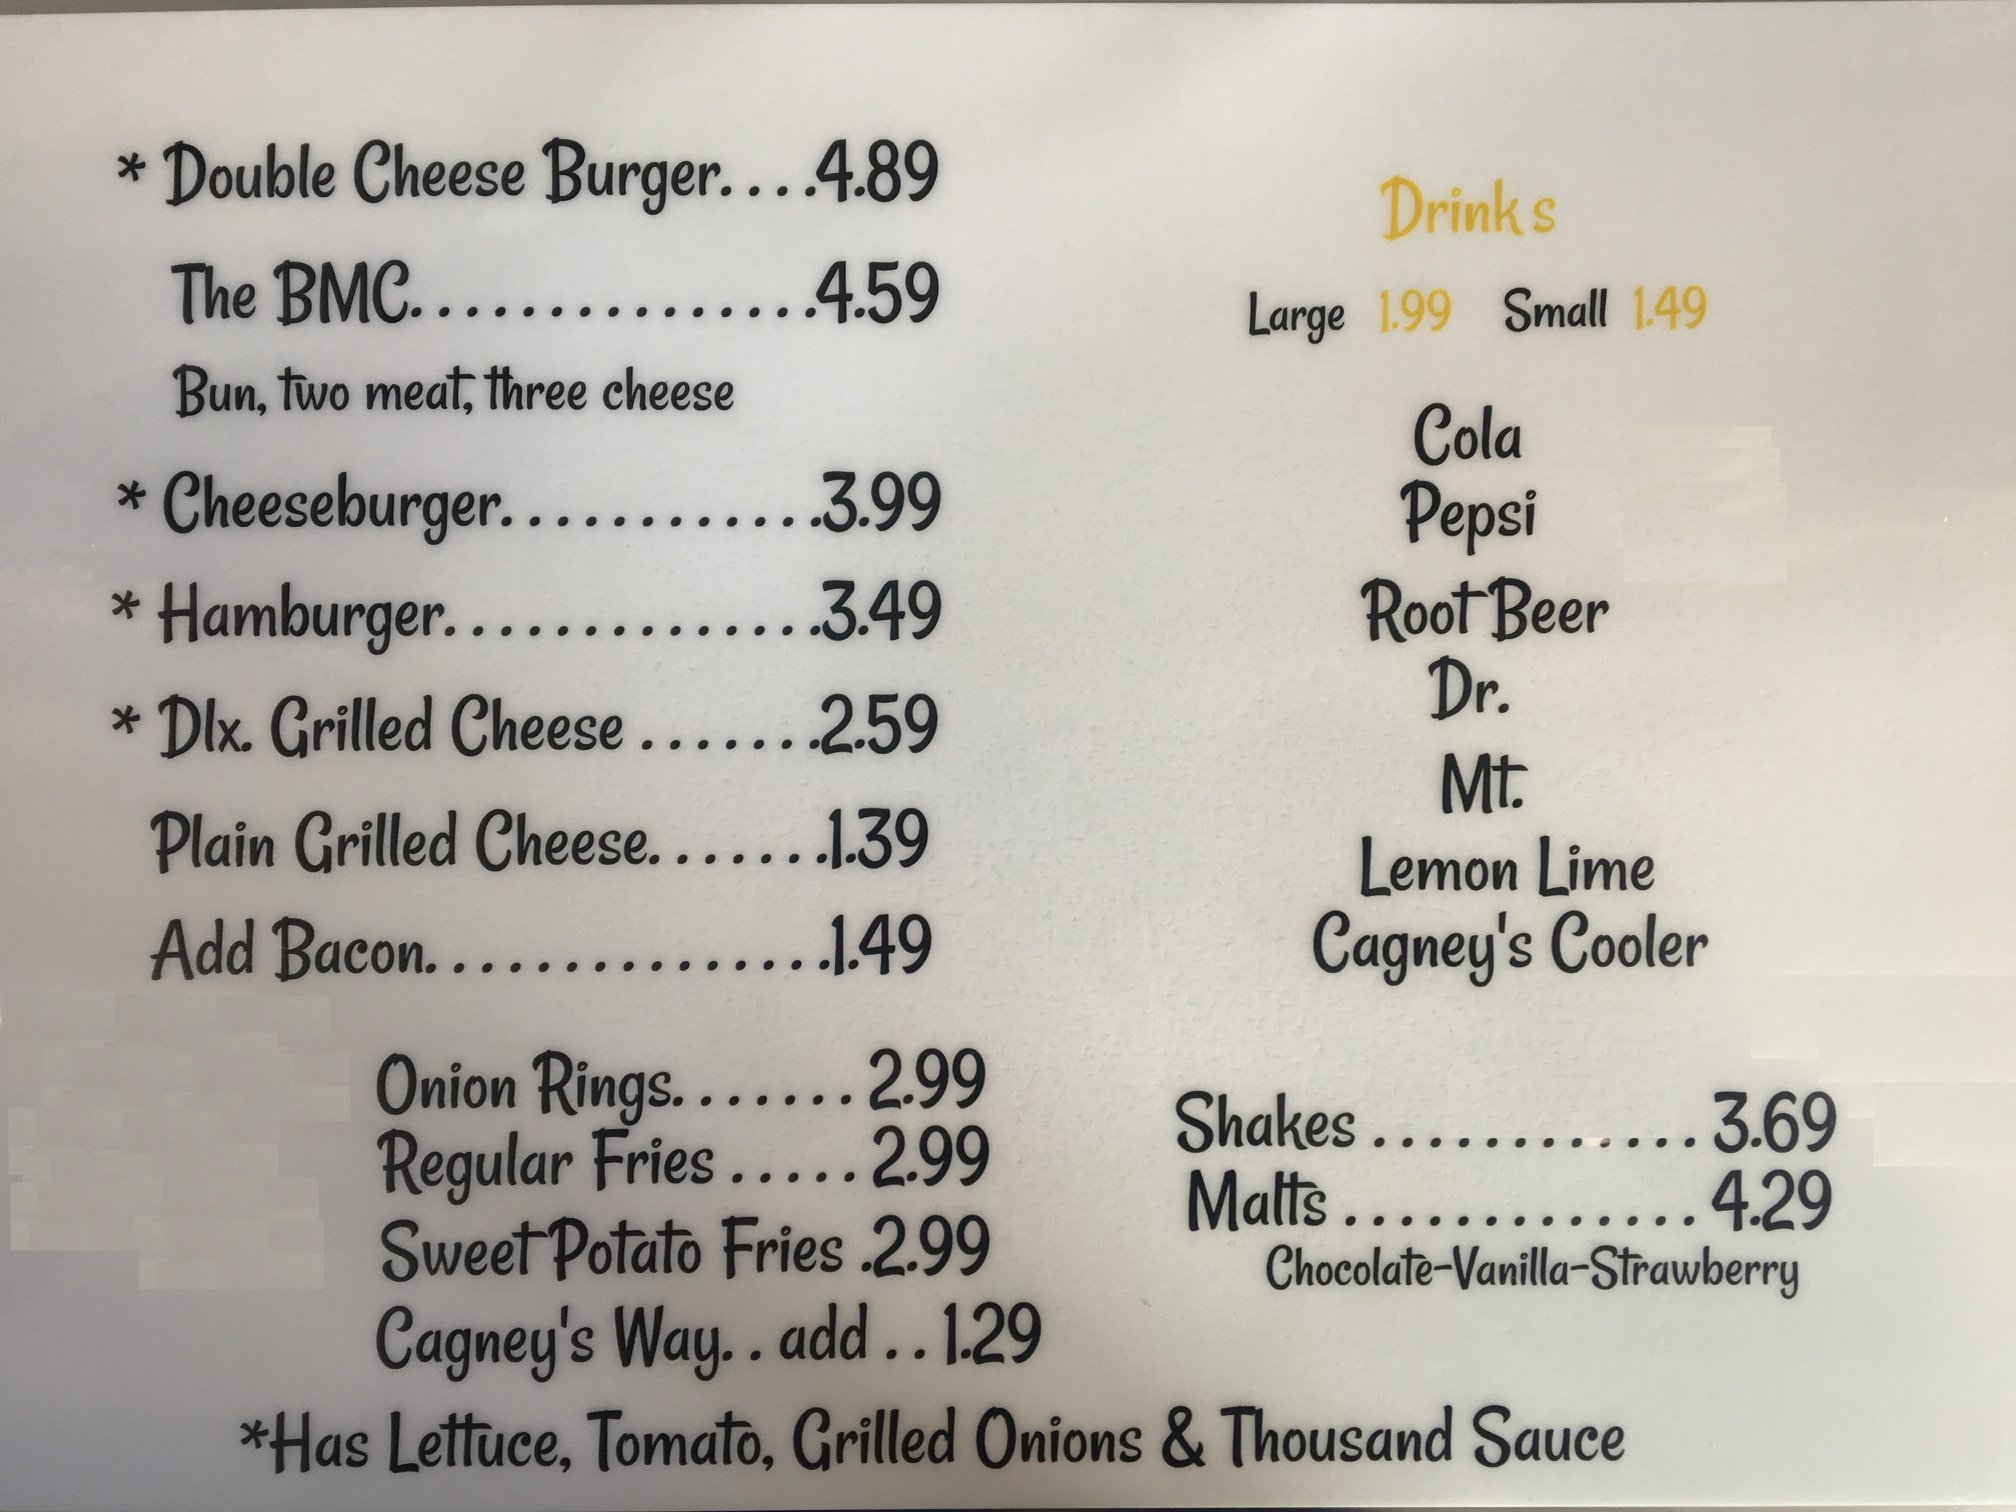 * Double Cheese Burger....4.89
The BMC...............4.59
Bun, two meat, three cheese
* Cheeseburger............3.99
* Hamburger..............3.49
* Dlx. Grilled Cheese .......2.59
Plain Grilled Cheese.......1.39
Add Bacon...............1.49
Onion Rings....... 2.99
Regular Fries ..... 2.99
Sweet Potato Fries .2.99
Cagney's Way. . add . . 1.29
Drinks
Large 1.99 Small 1.49
Cola
Pepsi
Root Beer
Dr.
Mt.
Lemon Lime
Cagney's Cooler
Shakes ............ 3.69
Malts ............. 4.29
Chocolate-Vanilla-Strawberry
*Has Lettuce, Tomato, Grilled Onions & Thousand Sauce